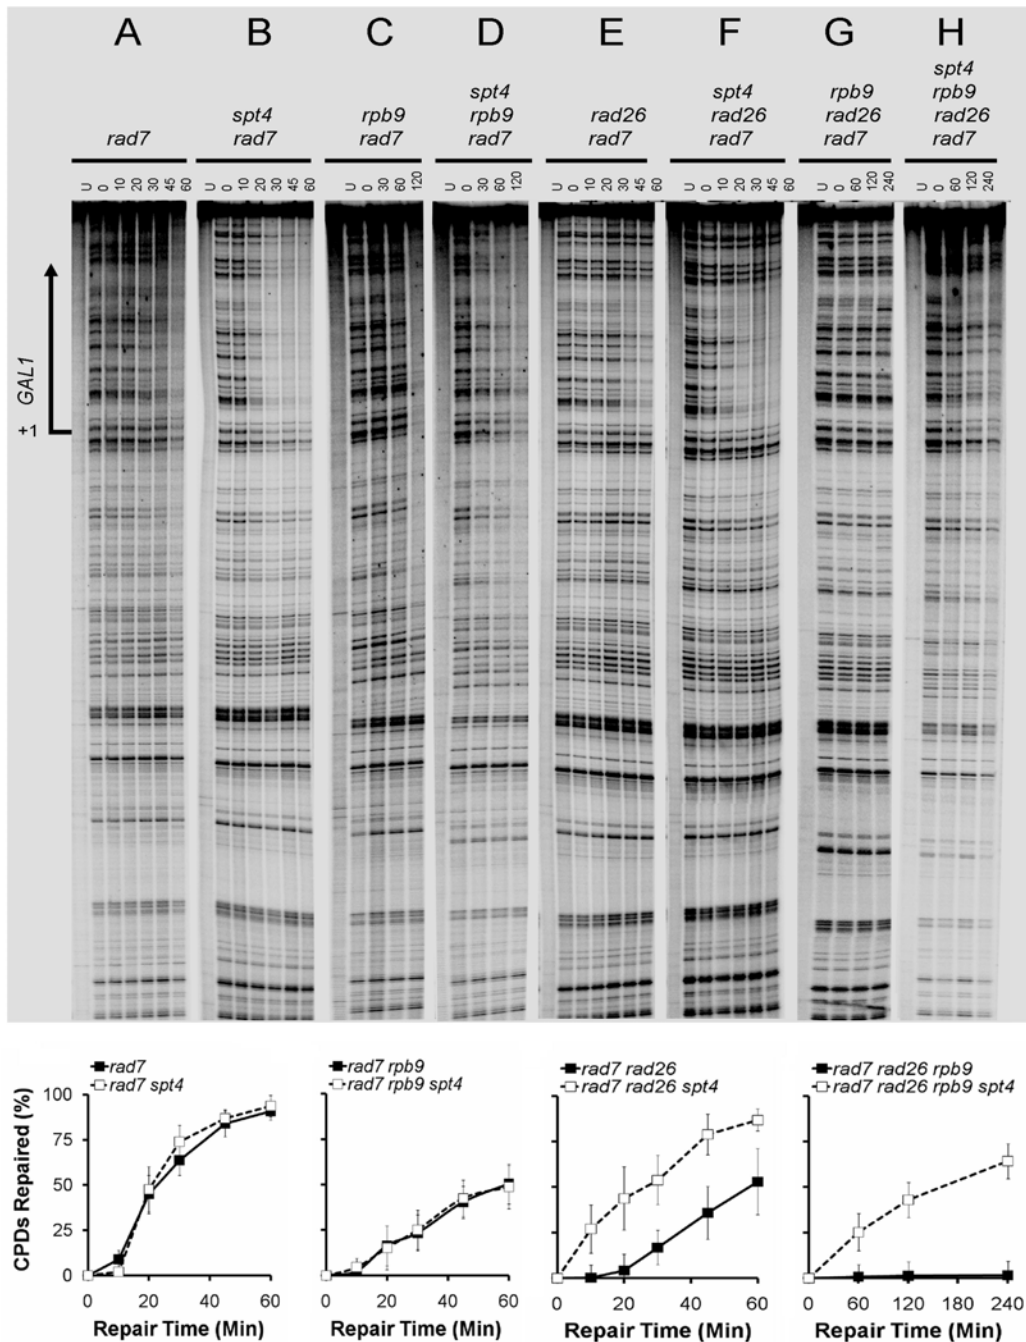 A B C D E F G H
rad7
spt4
rad7
rpb9
rad7
spt4
rpb9
rad7
rad26
rad7
spt4
rad26
rad7
rpb9
rad26
rad7
spt4
rpb9
rad26
rad7
U 0 10 20 30 45 60
U 0 10 20 30 45 60
U 0 30 60 120
U 0 30 60 120
U 0 10 20 30 45 60
U 0 10 20 30 45 60
U 0 60 120 240
U 0 60 120 240
GAL1
±1
rad7
rad7 spt4
rad7 rpb9
rad7 rpb9 spt4
rad7 rad26
rad7 rad26 spt4
rad7 rad26 rpb9
rad7 rad26 rpb9 spt4
CPDs Repaired (%)
100
75
50
25
0
0 20 40 60
0 20 40 60
0 20 40 60
0 60 120 180 240
Repair Time (Min) Repair Time (Min) Repair Time (Min) Repair Time (Min)